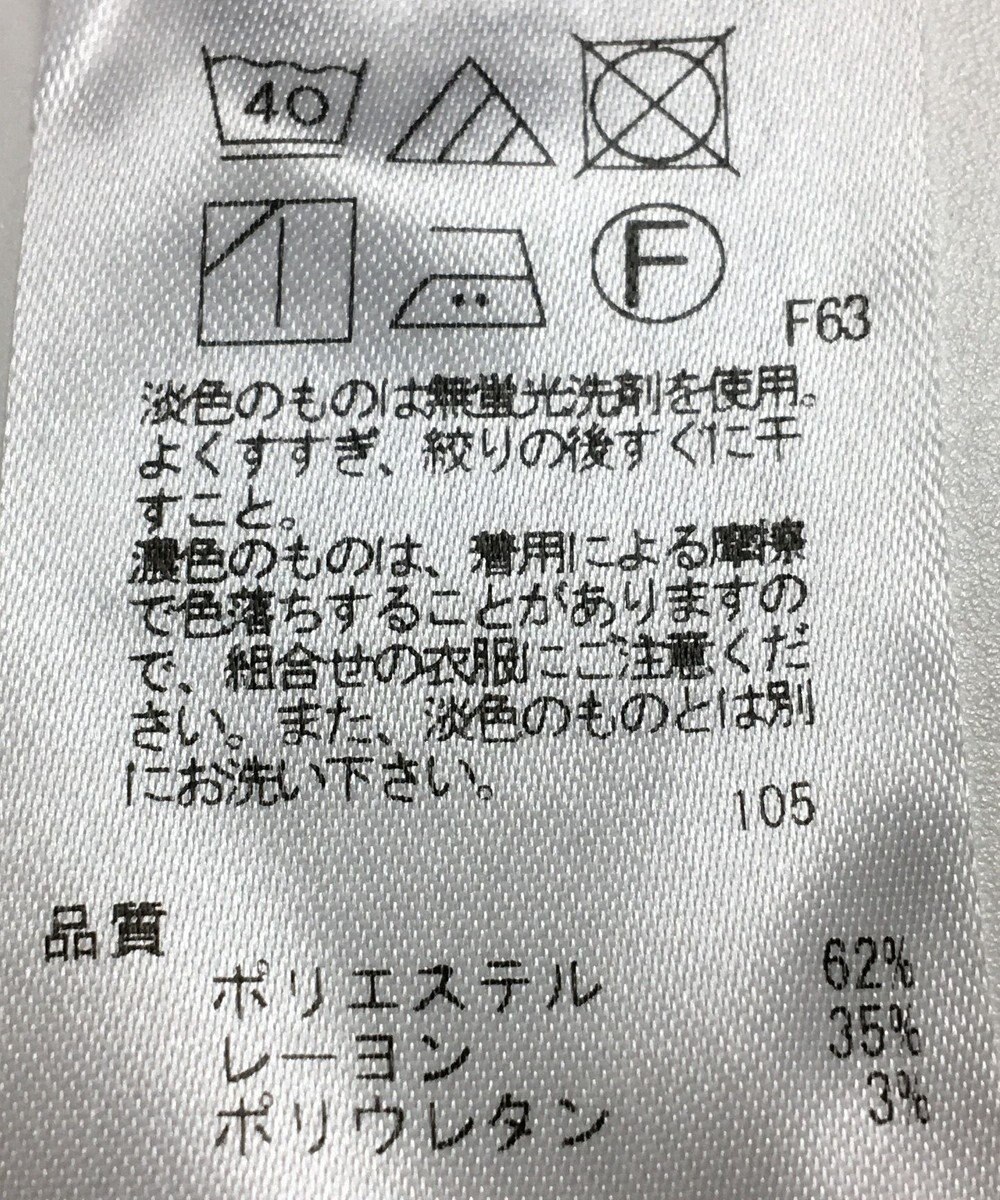 40
F
F63
淡色のものは無蛍光洗剤を使用。
よくすすぎ、絞りの後すぐに干
すこと。
濃色のものは、着用による摩擦
で色落ちすることがありますの
で、組合せの衣服にご注意くだ
さい。また、淡色のものとは別
にお洗い下さい。
105
品質
ポリエステル 62%
レーヨン 35%
ポリウレタン 3%